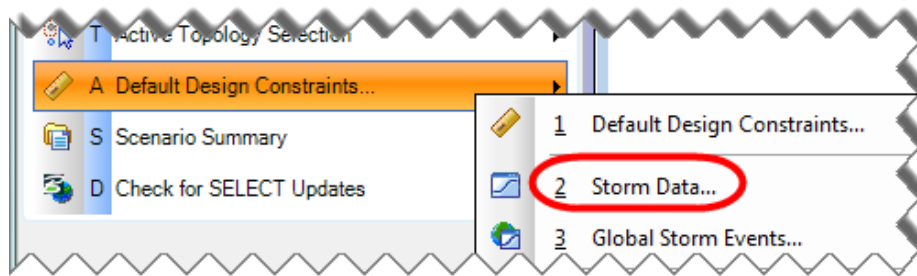 T Active Topology Selection
A Default Design Constraints...
S Scenario Summary
D Check for SELECT Updates
1 Default Design Constraints...
2 Storm Data...
3 Global Storm Events...